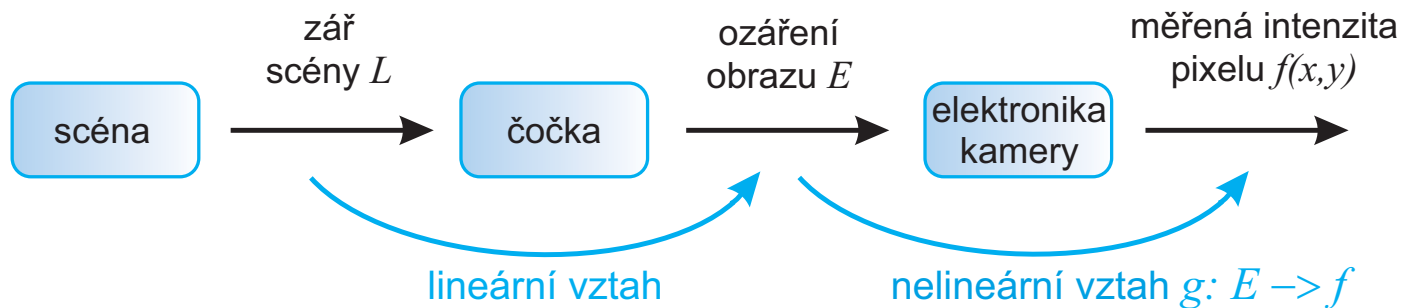 zář
scény L
ozáření
obrazu E
měřená intenzita
pixelu f(x,y)
scéna
čočka
elektronika
kamery
lineární vztah
nelineární vztah g: E –> f